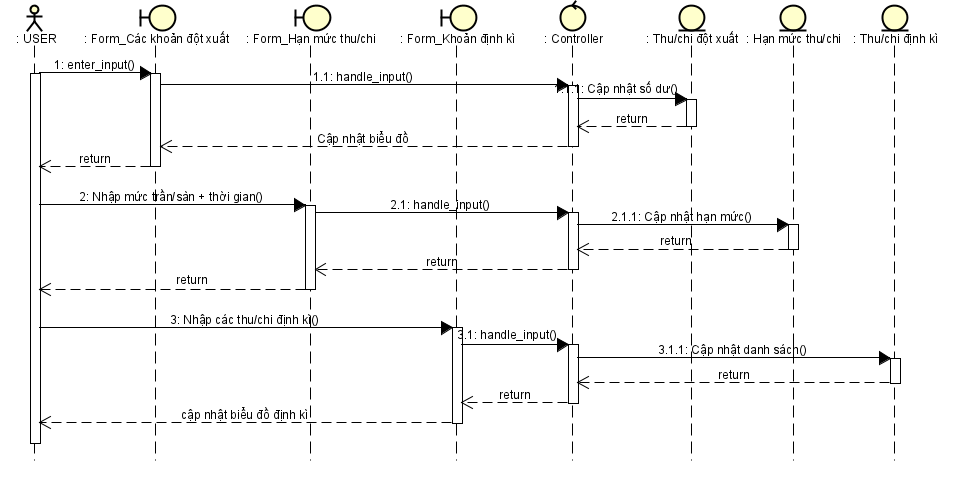 : USER
: Form_Các khoản đột xuất
: Form_Hạn mức thu/chi
: Form_Khoản định kì
: Controller
: Thu/chi đột xuất
: Hạn mức thu/chi
: Thu/chi định kì
1: enter_input()
1.1: handle_input()
1.1.1: Cập nhật số dư()
return
Cập nhật biểu đồ
return
2: Nhập mức trần/sàn + thời gian()
2.1: handle_input()
2.1.1: Cập nhật hạn mức()
return
return
return
3: Nhập các thu/chi định kì()
3.1: handle_input()
3.1.1: Cập nhật danh sách()
return
return
cập nhật biểu đồ định kì